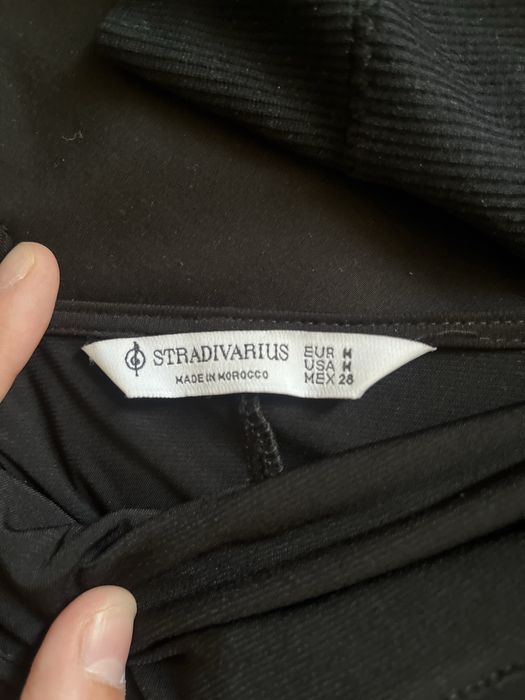 STRADIVARIUS
MADE IN MOROCCO
EUR M
USA M
MEX 28